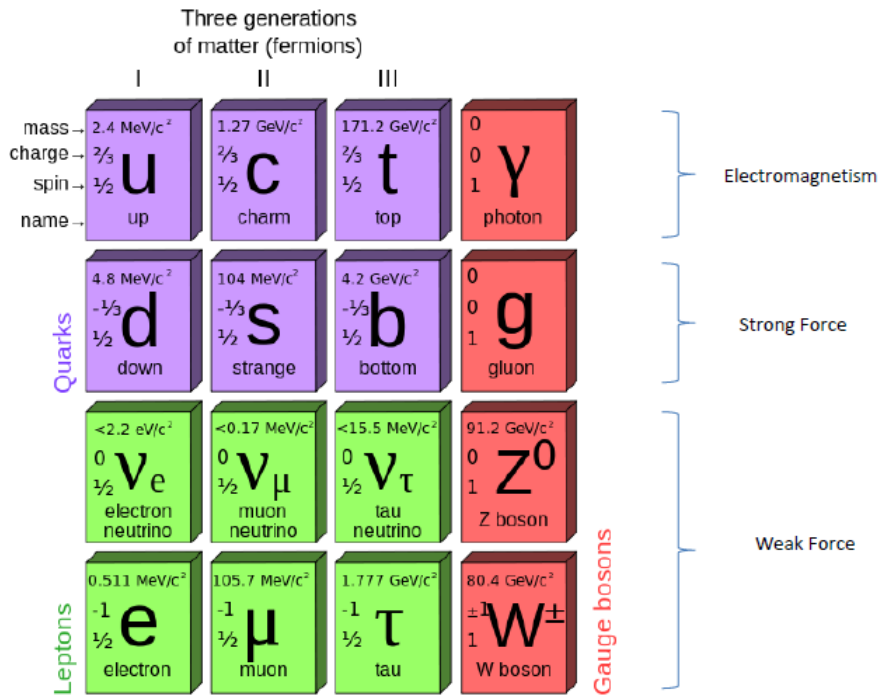 Three generations
of matter (fermions)
I II III
mass→
charge→
spin→
name→
2.4 MeV/c²
⅔
½
u
up
1.27 GeV/c²
⅔
½
c
charm
171.2 GeV/c²
⅔
½
t
top
0
0
1
γ
photon
Electromagnetism
Quarks
4.8 MeV/c²
-⅓
½
d
down
104 MeV/c²
-⅓
½
s
strange
4.2 GeV/c²
-⅓
½
b
bottom
0
0
1
g
gluon
Strong Force
<2.2 eV/c²
0
½
νe
electron
neutrino
<0.17 MeV/c²
0
½
νμ
muon
neutrino
<15.5 MeV/c²
0
½
ντ
tau
neutrino
91.2 GeV/c²
0
1
Z⁰
Z boson
Weak Force
Leptons
0.511 MeV/c²
-1
½
e
electron
105.7 MeV/c²
-1
½
μ
muon
1.777 GeV/c²
-1
½
τ
tau
80.4 GeV/c²
±1
1
W±
W boson
Gauge bosons